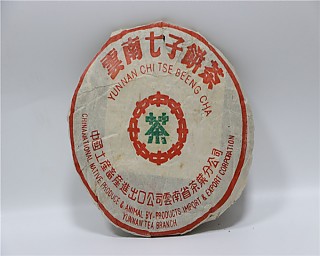 雲南七子餅茶
YUNNAN CHI TSE BEENG CHA
茶
中國土産畜産進出口公司雲南省茶葉分公司
CHINA NATIONAL NATIVE PRODUCE & ANIMAL BY-PRODUCTS IMPORT & EXPORT CORPORATION
YUNNAN TEA BRANCH